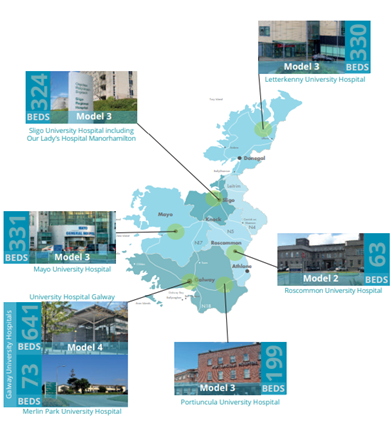 330
BEDS
Model 3
Letterkenny University Hospital
324
BEDS
Model 3
Sligo University Hospital including
Our Lady's Hospital Manorhamilton
Donegal
Sligo
Mayo
Roscommon
Athlone
Galway
331
BEDS
Model 3
Mayo University Hospital
63
BEDS
Model 2
Roscommon University Hospital
University Hospital Galway
Galway University Hospitals
641
BEDS
Model 4
73
BEDS
Merlin Park University Hospital
199
BEDS
Model 3
Portiuncula University Hospital